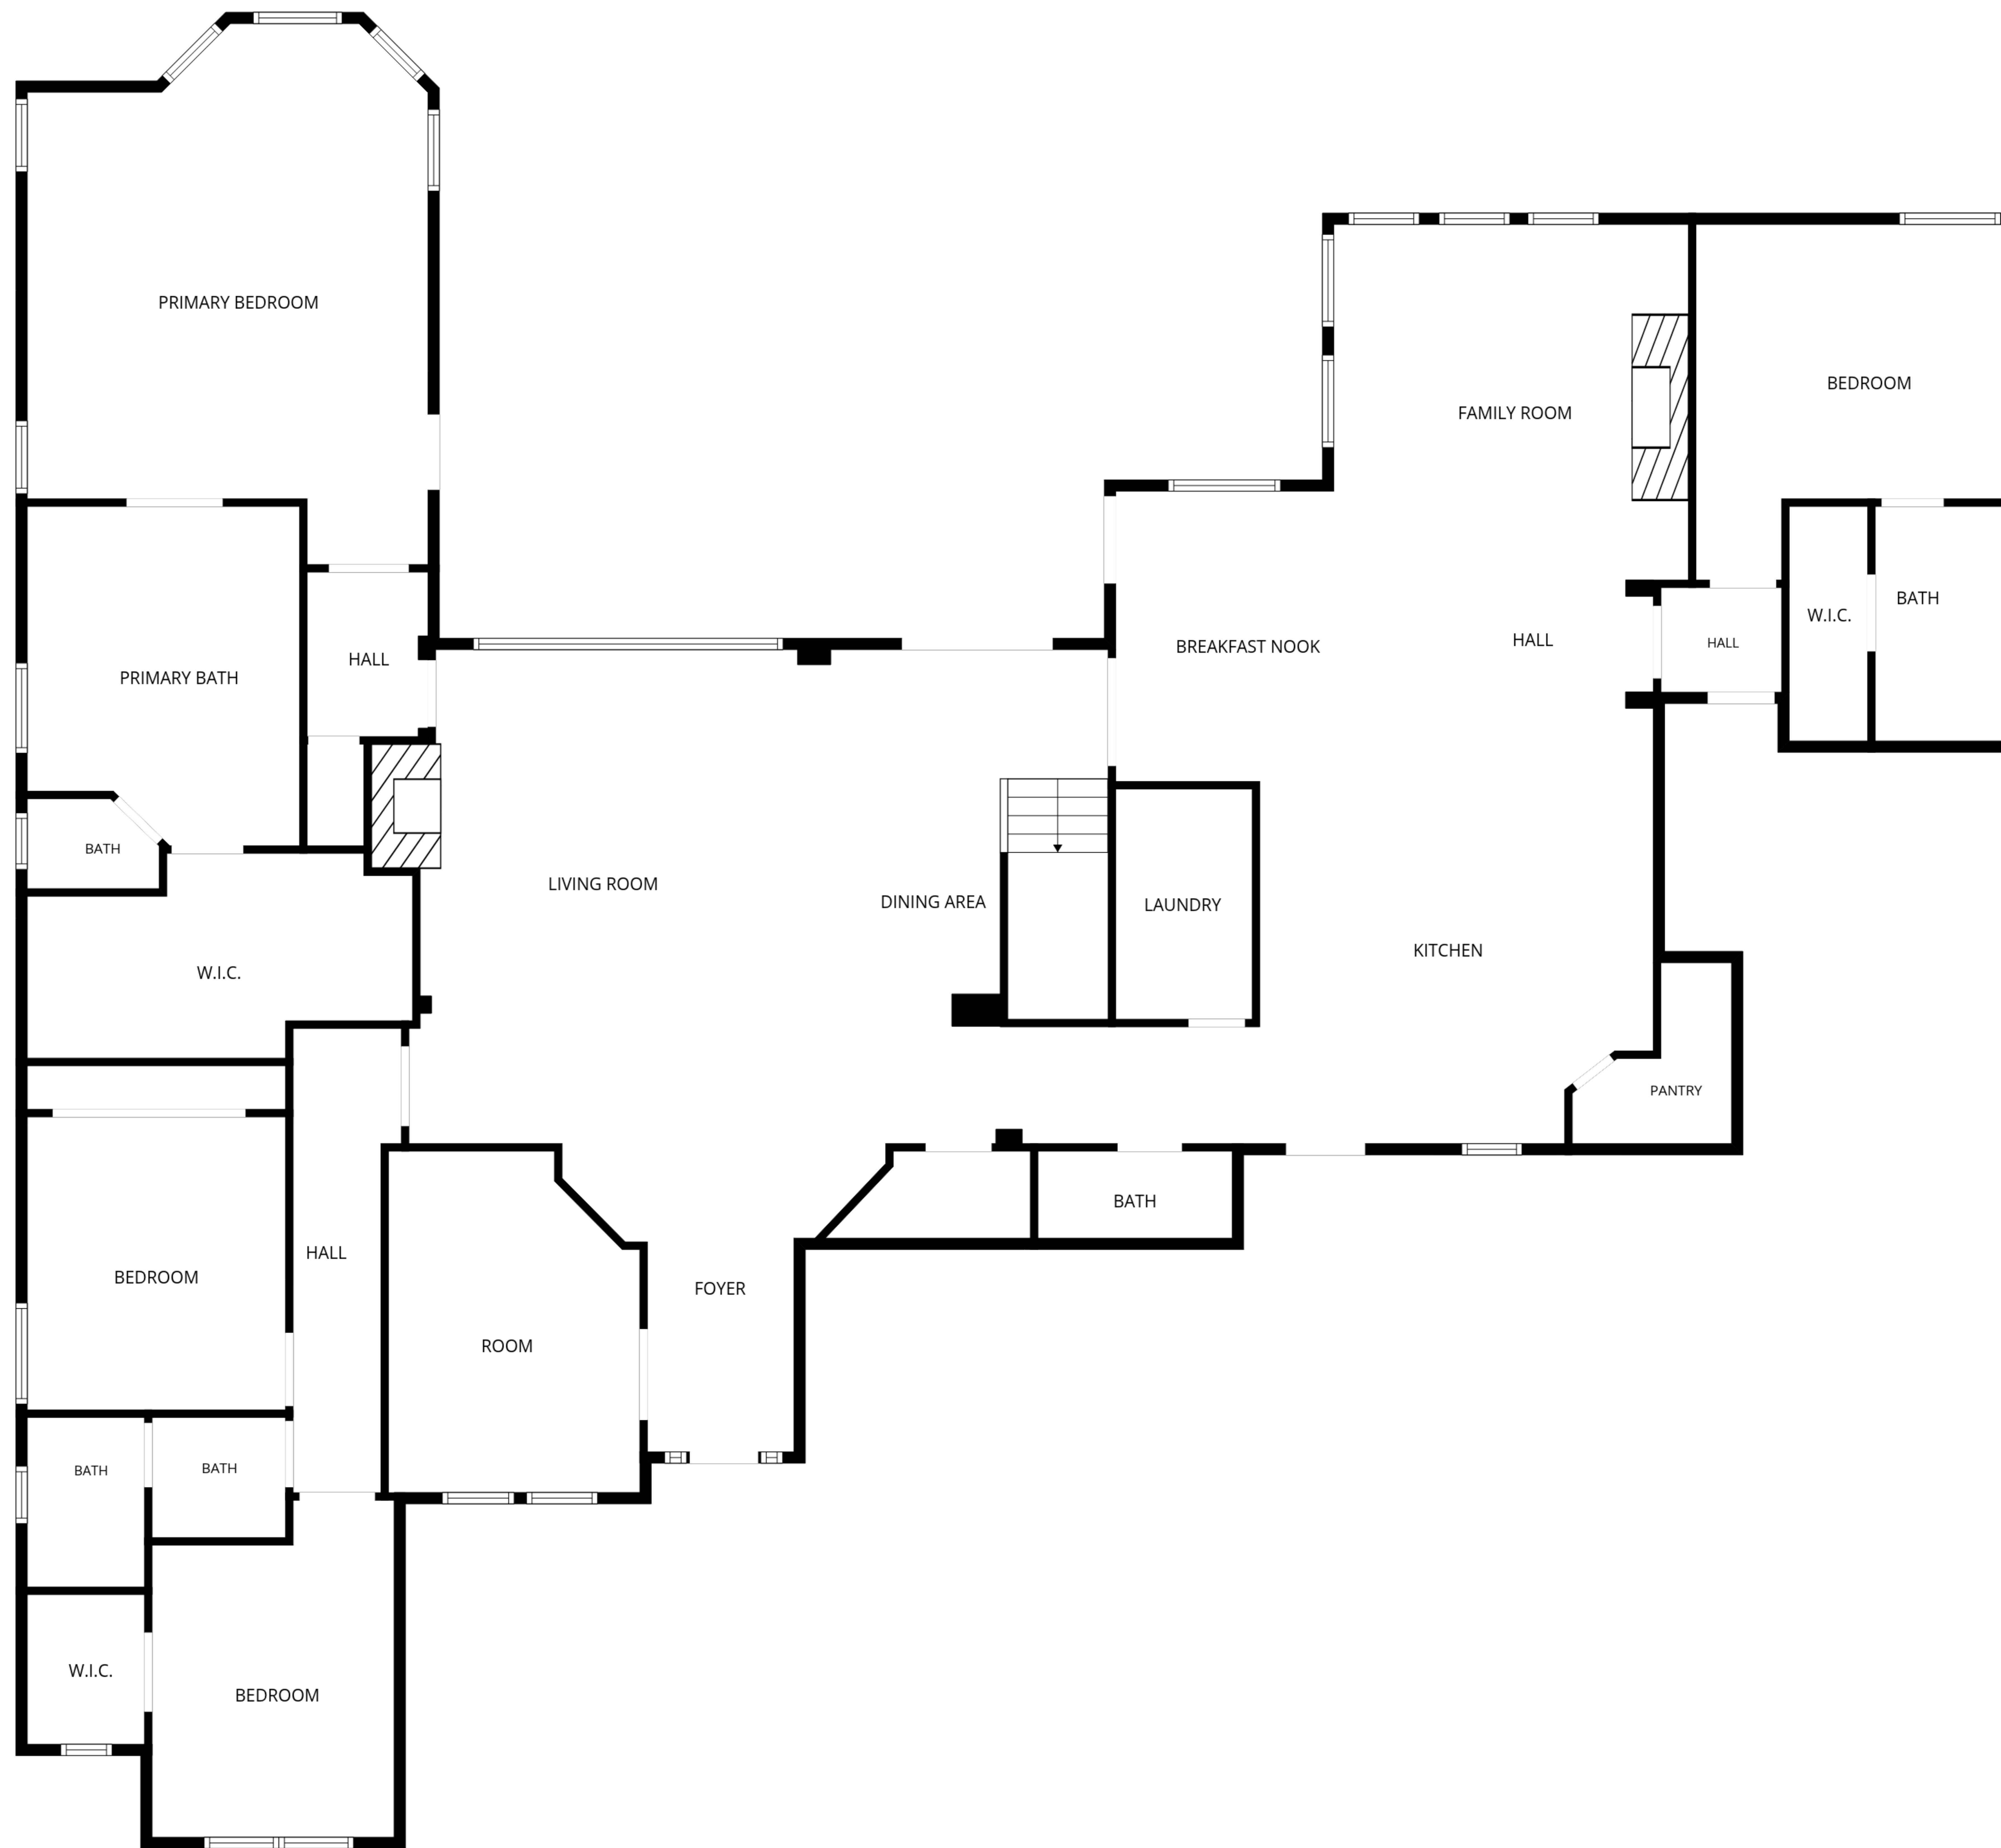 PRIMARY BEDROOM
BEDROOM
FAMILY ROOM
BATH
W.I.C.
HALL
HALL
BREAKFAST NOOK
HALL
PRIMARY BATH
BATH
LIVING ROOM
DINING AREA
LAUNDRY
KITCHEN
W.I.C.
PANTRY
BATH
HALL
BEDROOM
FOYER
ROOM
BATH
BATH
W.I.C.
BEDROOM